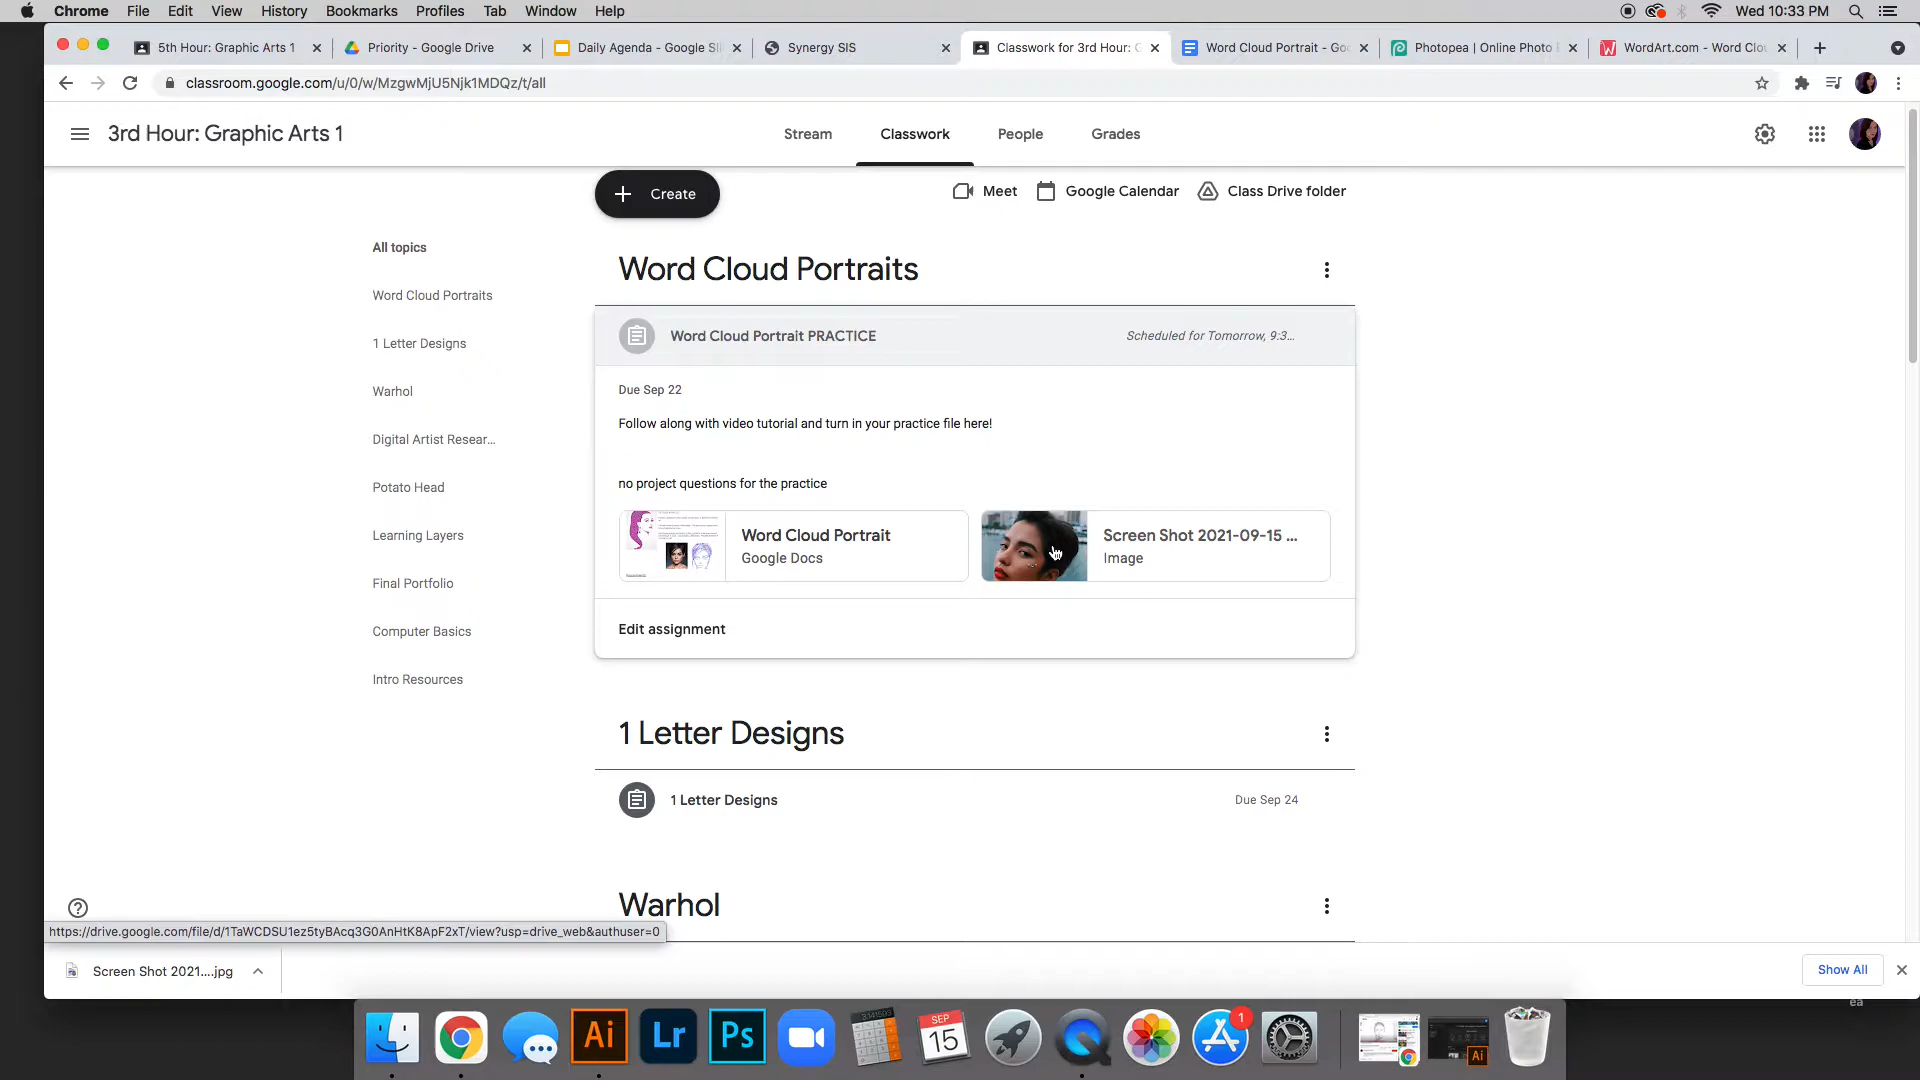 Chrome File Edit View History Bookmarks Profiles Tab Window Help Wed 10:33 PM
5th Hour: Graphic Arts 1 Priority - Google Drive Daily Agenda - Google Sli Synergy SIS Classwork for 3rd Hour: G Word Cloud Portrait - Goo Photopea | Online Photo WordArt.com - Word Clou
classroom.google.com/u/0/w/MzgwMjU5Njk1MDQz/t/all
3rd Hour: Graphic Arts 1
Stream Classwork People Grades
Create
Meet Google Calendar Class Drive folder
All topics
Word Cloud Portraits
1 Letter Designs
Warhol
Digital Artist Resear...
Potato Head
Learning Layers
Final Portfolio
Computer Basics
Intro Resources
Word Cloud Portraits
Word Cloud Portrait PRACTICE Scheduled for Tomorrow, 9:3...
Due Sep 22
Follow along with video tutorial and turn in your practice file here!
no project questions for the practice
Word Cloud Portrait
Google Docs
Screen Shot 2021-09-15 ...
Image
Edit assignment
1 Letter Designs
1 Letter Designs Due Sep 24
Warhol
https://drive.google.com/file/d/1TaWCDSU1ez5tyBAcq3G0AnHtK8ApF2xT/view?usp=drive_web&authuser=0
Screen Shot 2021....jpg
Show All
ea
Ai Lr Ps
SEP
15
1
Ai